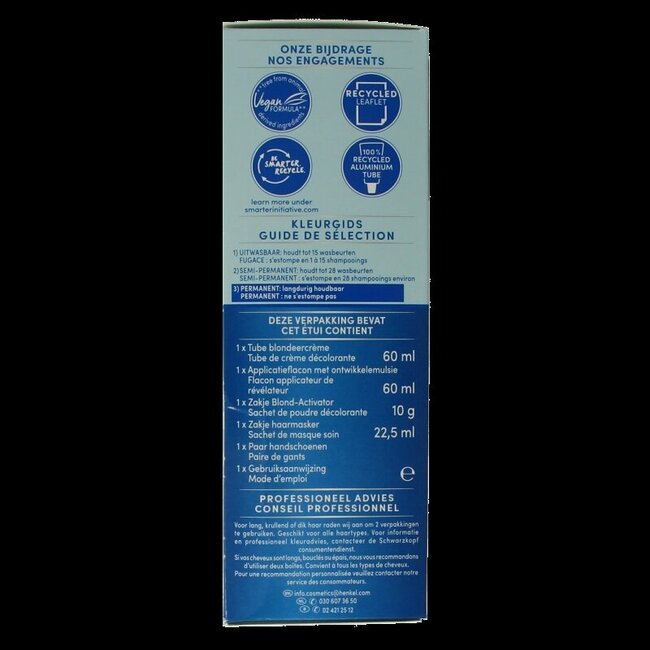 ONZE BIJDRAGE
NOS ENGAGEMENTS
**free from animal
Vegan
FORMULA**
derived ingredients
RECYCLED
LEAFLET
BE
SMARTER.
RECYCLE.
100%
RECYCLED
ALUMINIUM
TUBE
learn more under
smarterinitiative.com
KLEURGIDS
GUIDE DE SÉLECTION
1) UITWASBAAR: houdt tot 15 wasbeurten
FUGACE : s'estompe en 1 à 15 shampooings
2) SEMI-PERMANENT: houdt tot 28 wasbeurten
SEMI-PERMANENT : s'estompe en 28 shampooings environ
3) PERMANENT: langdurig houdbaar
PERMANENT : ne s'estompe pas
DEZE VERPAKKING BEVAT
CET ÉTUI CONTIENT
1 x Tube blondeercrème
Tube de crème décolorante 60 ml
1 x Applicatieflacon met ontwikkelemulsie
Flacon applicateur de
révélateur 60 ml
1 x Zakje Blond-Activator
Sachet de poudre décolorante 10 g
1 x Zakje haarmasker
Sachet de masque soin 22,5 ml
1 x Paar handschoenen
Paire de gants
1 x Gebruiksaanwijzing
Mode d'emploi ℮
PROFESSIONEEL ADVIES
CONSEIL PROFESSIONNEL
Voor lang, krullend of dik haar raden wij aan om 2 verpakkingen
te gebruiken. Geschikt voor alle haartypes. Voor informatie
en professioneel kleuradvies, contacteer de Schwarzkopf
consumentendienst.
Si vos cheveux sont longs, bouclés ou épais, nous vous recommandons
d'utiliser deux boîtes. Convient à tous les types de cheveux.
Pour une recommandation personnalisée veuillez contacter notre
service des consommateurs.
info.cosmetics@henkel.com
NL 030 607 36 50
B 02 421 25 12